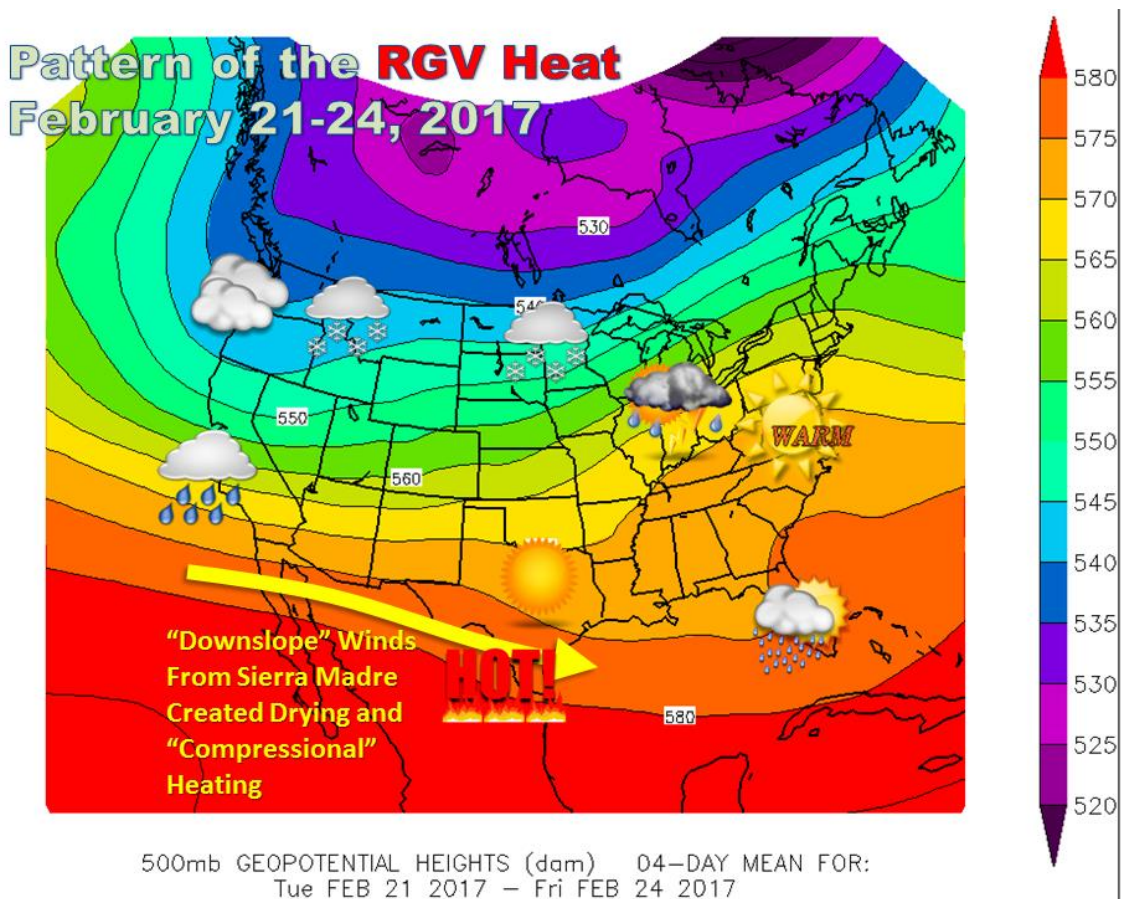 Pattern of the RGV Heat
February 21-24, 2017
530
540
550
560
WARM
“Downslope” Winds
From Sierra Madre
Created Drying and
“Compressional”
Heating
HOT!
580
580
575
570
565
560
555
550
545
540
535
530
525
520
500mb GEOPOTENTIAL HEIGHTS (dam) 04-DAY MEAN FOR:
Tue FEB 21 2017 – Fri FEB 24 2017